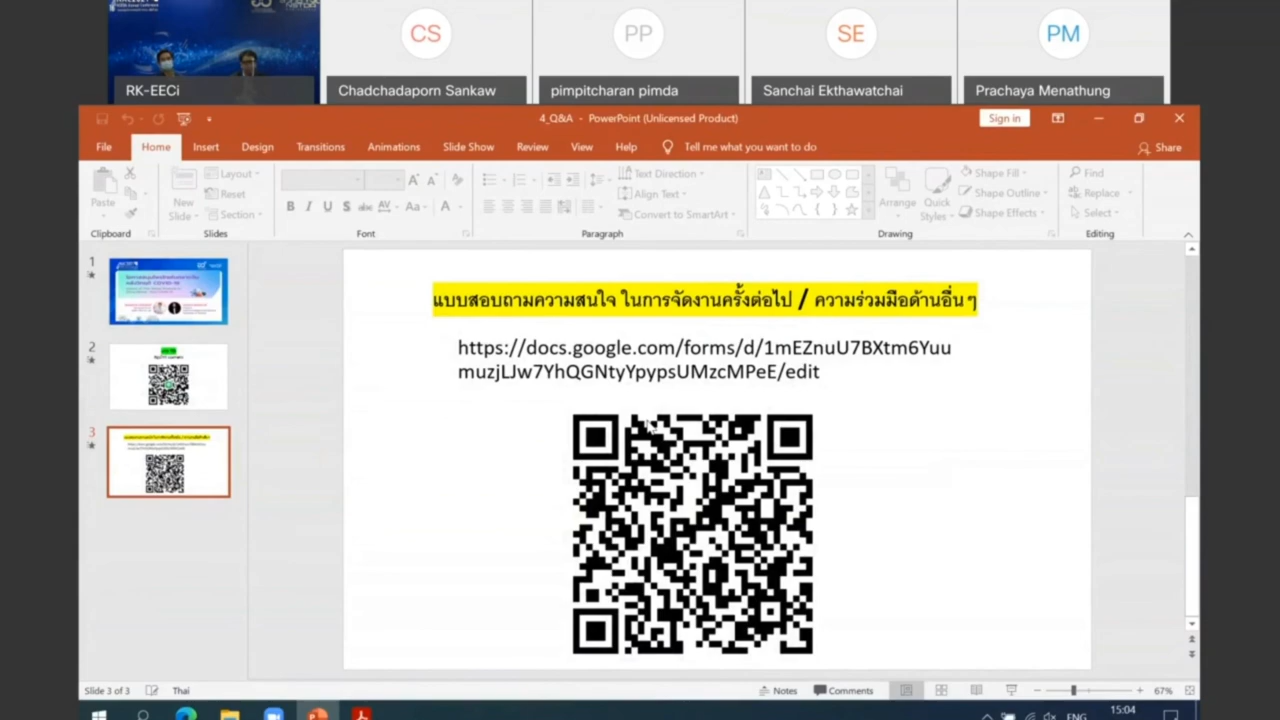 CS
PP
SE
PM
RK-EECi
Chadchadaporn Sankaw
pimpitcharan pimda
Sanchai Ekthawatchai
Prachaya Menathung
4_Q&A - PowerPoint (Unlicensed Product)
Sign in
File Home Insert Design Transitions Animations Slide Show Review View Help Tell me what you want to do Share
Paste
New Slide
Layout
Reset
Section
B I U S abc AV Aa A
Text Direction
Align Text
Convert to SmartArt
Arrange
Quick Styles
Shape Fill
Shape Outline
Shape Effects
Find
Replace
Select
Clipboard Slides Font Paragraph Drawing Editing
1
2
3
แบบสอบถามความสนใจ ในการจัดงานครั้งต่อไป / ความร่วมมือด้านอื่น ๆ
https://docs.google.com/forms/d/1mEZnuU7BXtm6Yuu
muzjLJw7YhQGNtyYpypsUMzcMPeE/edit
Slide 3 of 3 Thai Notes Comments 67%
ENG 15:04